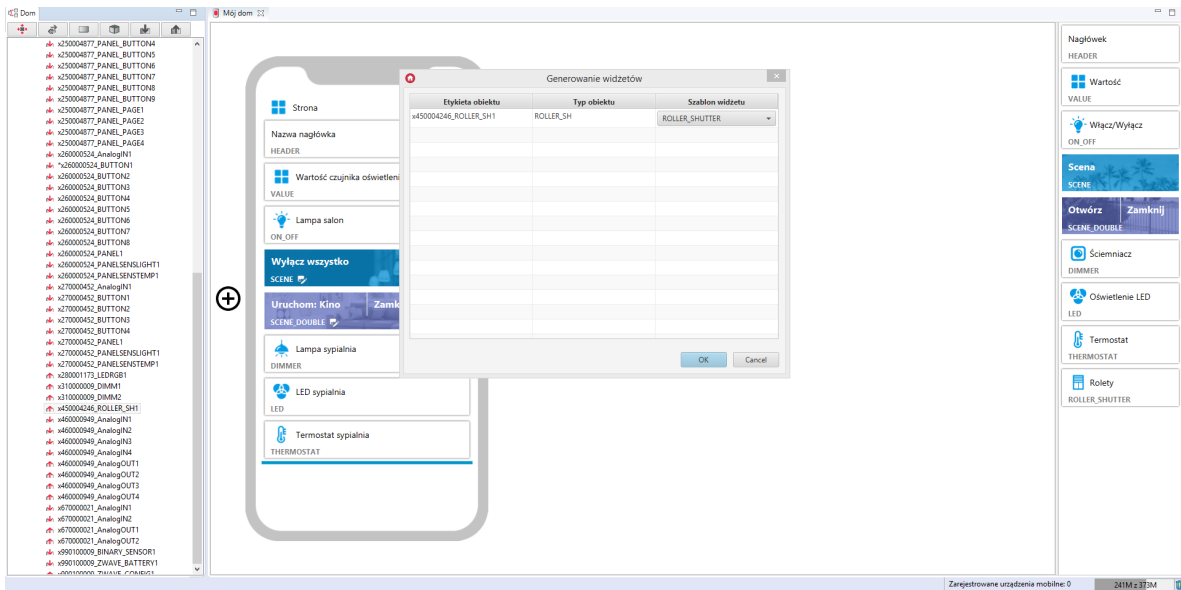 Dom
x250004877_PANEL_BUTTON4
x250004877_PANEL_BUTTON5
x250004877_PANEL_BUTTON6
x250004877_PANEL_BUTTON7
x250004877_PANEL_BUTTON8
x250004877_PANEL_BUTTON9
x250004877_PANEL_PAGE1
x250004877_PANEL_PAGE2
x250004877_PANEL_PAGE3
x250004877_PANEL_PAGE4
x260000524_AnalogIN1
*x260000524_BUTTON1
x260000524_BUTTON2
x260000524_BUTTON3
x260000524_BUTTON4
x260000524_BUTTON5
x260000524_BUTTON6
x260000524_BUTTON7
x260000524_BUTTON8
x260000524_PANEL1
x260000524_PANELSENSLIGHT1
x260000524_PANELSENSTEMP1
x270000452_AnalogIN1
x270000452_BUTTON1
x270000452_BUTTON2
x270000452_BUTTON3
x270000452_BUTTON4
x270000452_PANEL1
x270000452_PANELSENSLIGHT1
x270000452_PANELSENSTEMP1
x280001173_LEDRGB1
x310000009_DIMM1
x310000009_DIMM2
x450004246_ROLLER_SH1
x460000949_AnalogIN1
x460000949_AnalogIN2
x460000949_AnalogIN3
x460000949_AnalogIN4
x460000949_AnalogOUT1
x460000949_AnalogOUT2
x460000949_AnalogOUT3
x460000949_AnalogOUT4
x670000021_AnalogIN1
x670000021_AnalogIN2
x670000021_AnalogOUT1
x670000021_AnalogOUT2
x990100009_BINARY_SENSOR1
x990100009_ZWAVE_BATTERY1
x990100009_ZWAVE_CONFIG1
Mój dom
Strona
Nazwa nagłówka
HEADER
Wartość czujnika oświetleni
VALUE
Lampa salon
ON_OFF
Wyłącz wszystko
SCENE
Uruchom: Kino Zamk
SCENE_DOUBLE
Lampa sypialnia
DIMMER
LED sypialnia
LED
Termostat sypialnia
THERMOSTAT
Generowanie widżetów
Etykieta obiektu Typ obiektu Szablon widżetu
x450004246_ROLLER_SH1 ROLLER_SH ROLLER_SHUTTER
OK Cancel
Nagłówek
HEADER
Wartość
VALUE
Włącz/Wyłącz
ON_OFF
Scena
SCENE
Otwórz Zamknij
SCENE_DOUBLE
Ściemniacz
DIMMER
Oświetlenie LED
LED
Termostat
THERMOSTAT
Rolety
ROLLER_SHUTTER
Zarejestrowane urządzenia mobilne: 0 241M z 373M